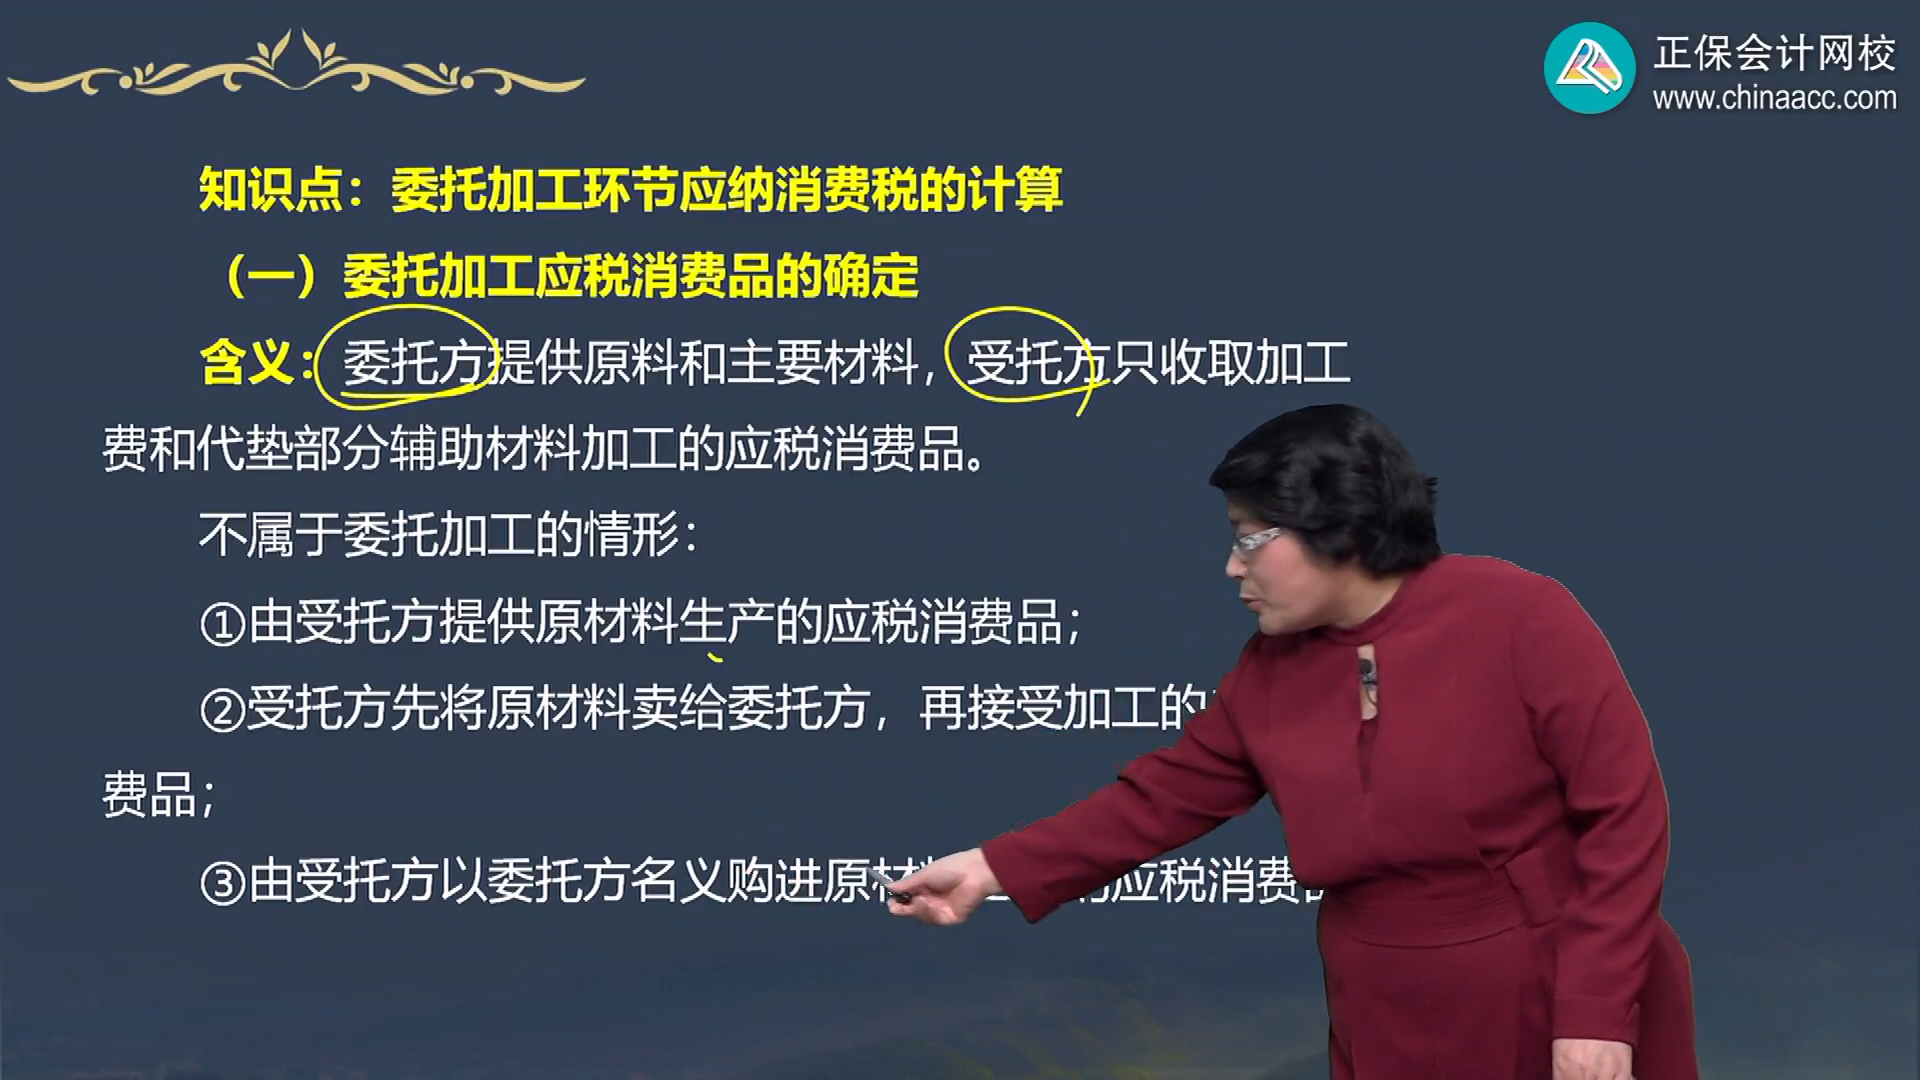 正保会计网校
www.chinaacc.com
知识点：委托加工环节应纳消费税的计算
（一）委托加工应税消费品的确定
含义：委托方提供原料和主要材料，受托方只收取加工
费和代垫部分辅助材料加工的应税消费品。
不属于委托加工的情形：
①由受托方提供原材料生产的应税消费品；
②受托方先将原材料卖给委托方，再接受加工的
费品；
③由受托方以委托方名义购进原材 应税消费